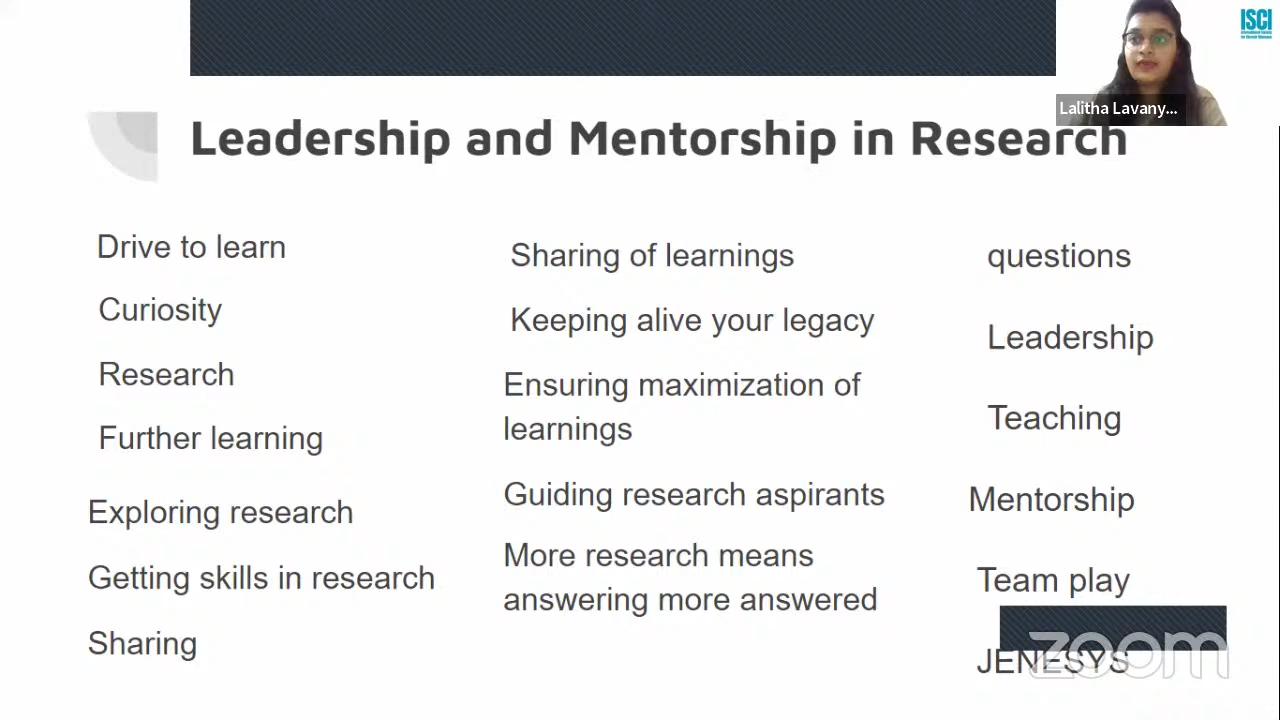 ISCI
Lalitha Lavany...
Leadership and Mentorship in Research
Drive to learn
Curiosity
Research
Further learning
Exploring research
Getting skills in research
Sharing
Sharing of learnings
Keeping alive your legacy
Ensuring maximization of
learnings
Guiding research aspirants
More research means
answering more answered
questions
Leadership
Teaching
Mentorship
Team play
JENESYS
zoom